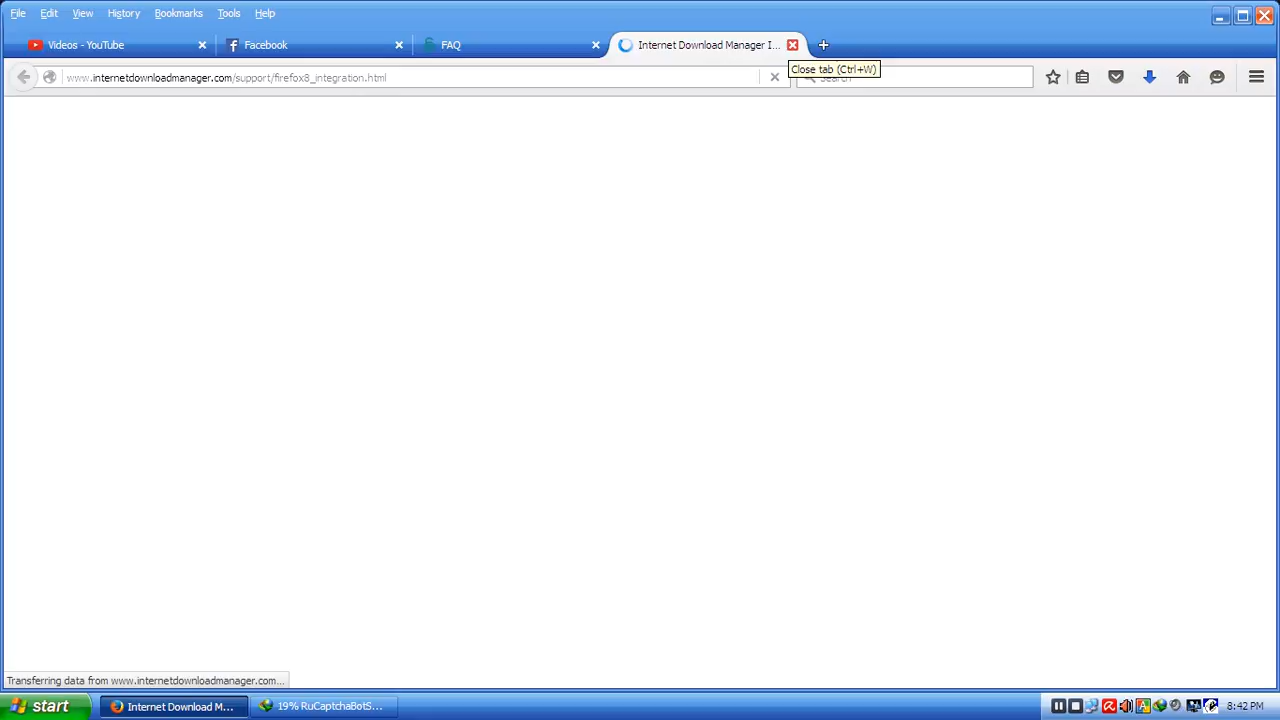 File Edit View History Bookmarks Tools Help
Videos - YouTube Facebook FAQ Internet Download Manager I...
www.internetdownloadmanager.com/support/firefox8_integration.html Search
Close tab (Ctrl+W)
Transferring data from www.internetdownloadmanager.com...
start Internet Download M... 19% RuCaptchaBotS... 8:42 PM